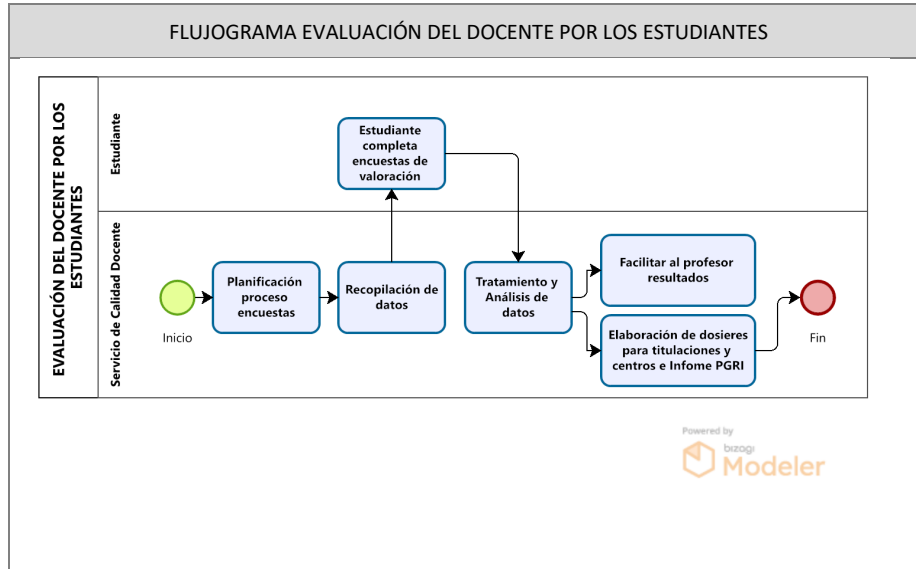 FLUJOGRAMA EVALUACIÓN DEL DOCENTE POR LOS ESTUDIANTES
EVALUACIÓN DEL DOCENTE POR LOS
ESTUDIANTES
Estudiante
Estudiante
completa
encuestas de
valoración
Servicio de Calidad Docente
Inicio
Planificación
proceso
encuestas
Recopilación de
datos
Tratamiento y
Análisis de
datos
Facilitar al profesor
resultados
Elaboración de dosieres
para titulaciones y
centros e Infome PGRI
Fin
Powered by
bizagi
Modeler